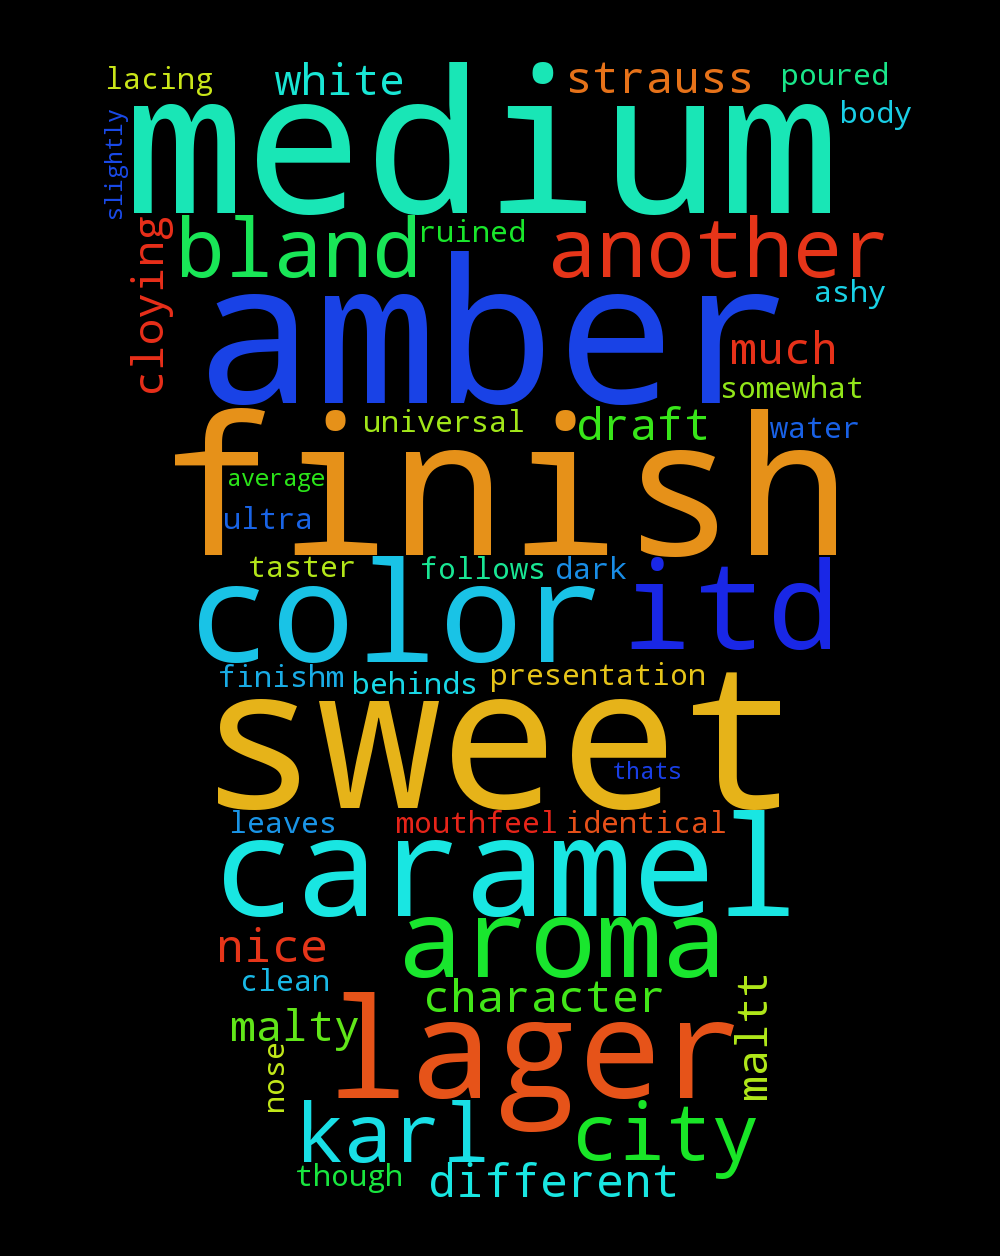 lacing white strauss poured
medium body
slightly
cloying bland ruined another
amber ashy
much
somewhat
universal draft water
finish
average
ultra
taster follows dark
color itd
finishm behinds presentation
sweet
thats
leaves mouthfeel identical
caramel
nice aroma
clean character
malty lager maltt
nose
karl city
though different